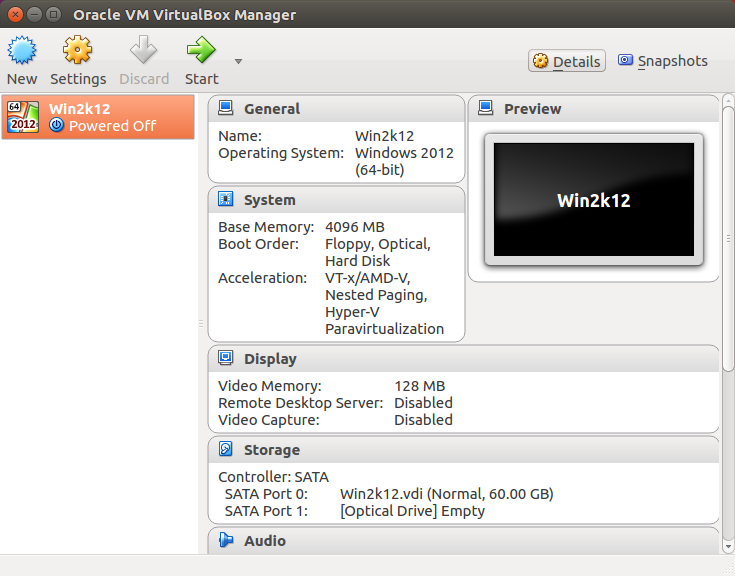 Oracle VM VirtualBox Manager
New
Settings
Discard
Start
Details
Snapshots
64
2012
Win2k12
Powered Off
General
Name: Win2k12
Operating System: Windows 2012
(64-bit)
Preview
Win2k12
System
Base Memory: 4096 MB
Boot Order: Floppy, Optical,
Hard Disk
Acceleration: VT-x/AMD-V,
Nested Paging,
Hyper-V
Paravirtualization
Display
Video Memory: 128 MB
Remote Desktop Server: Disabled
Video Capture: Disabled
Storage
Controller: SATA
SATA Port 0: Win2k12.vdi (Normal, 60.00 GB)
SATA Port 1: [Optical Drive] Empty
Audio